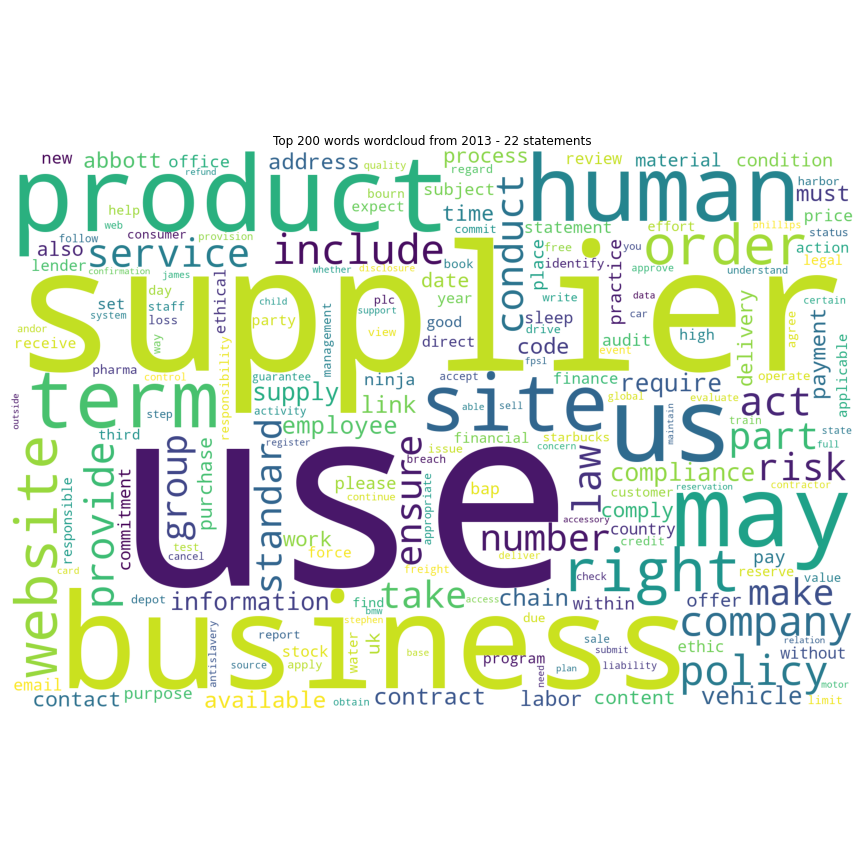 Top 200 words wordcloud from 2013 - 22 statements
new
abbott
office
refund
address
process
quality
regard
review
material
condition
harbor
product
human
must
help
bourn
expect
subject
conduct
time
commit
statement
effort
phillips
price
status
web
follow
consumer
provision
also
service
include
order
action
legal
you
free
place
practice
lender
confirmation
james
whether
disclosure
book
date
identify
approve
understand
supplier
set
day
system
staff
ethical
child
support
plc
year
write
data
certain
andor
loss
way
party
management
view
good
direct
sleep
drive
car
event
code
audit
high
delivery
payment
agree
applicable
receive
responsibility
fpsl
pharma
control
guarantee
ninja
accept
finance
require
operate
outside
term
step
activity
supply
link
able
sell
site
global
us
maintain
evaluate
act
train
state
third
register
employee
financial
starbucks
part
full
website
provide
group
standard
ensure
breach
issue
concern
law
compliance
risk
contractor
responsible
commitment
purchase
please
continue
appropriate
bap
customer
reservation
use
may
accessory
number
comply
country
credit
test
cancel
work
force
deliver
check
pay
right
reserve
value
card
freight
access
take
chain
within
offer
make
depot
information
find
bmw
stephen
base
due
company
antislavery
report
uk
water
business
sale
submit
relation
ethic
without
source
stock
apply
program
need
plan
liability
policy
email
contact
purpose
available
obtain
contract
labor
content
vehicle
limit
motor